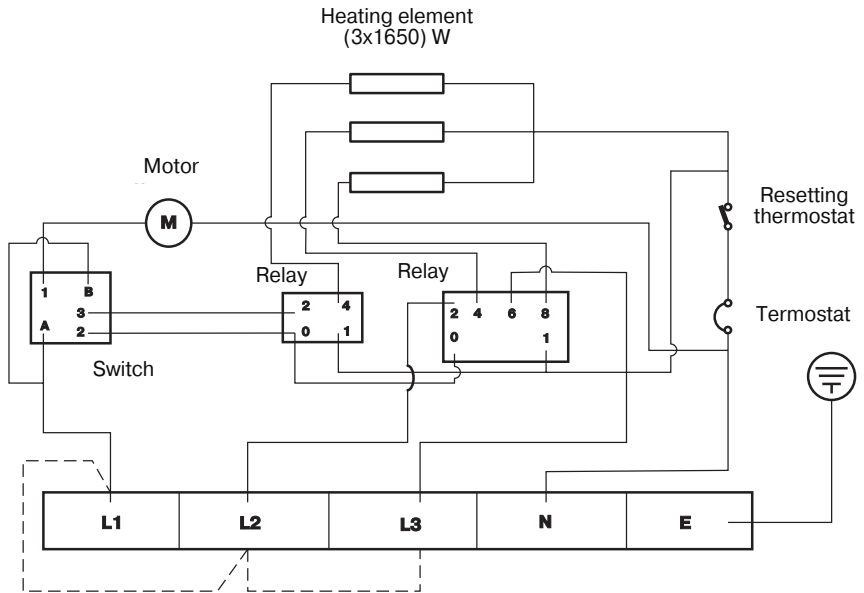 Heating element
(3x1650) W
Motor
M
Resetting
thermostat
Relay
Relay
1
B
3
A
2
2
4
0
1
2
4
6
8
0
1
Termostat
Switch
L1
L2
L3
N
E